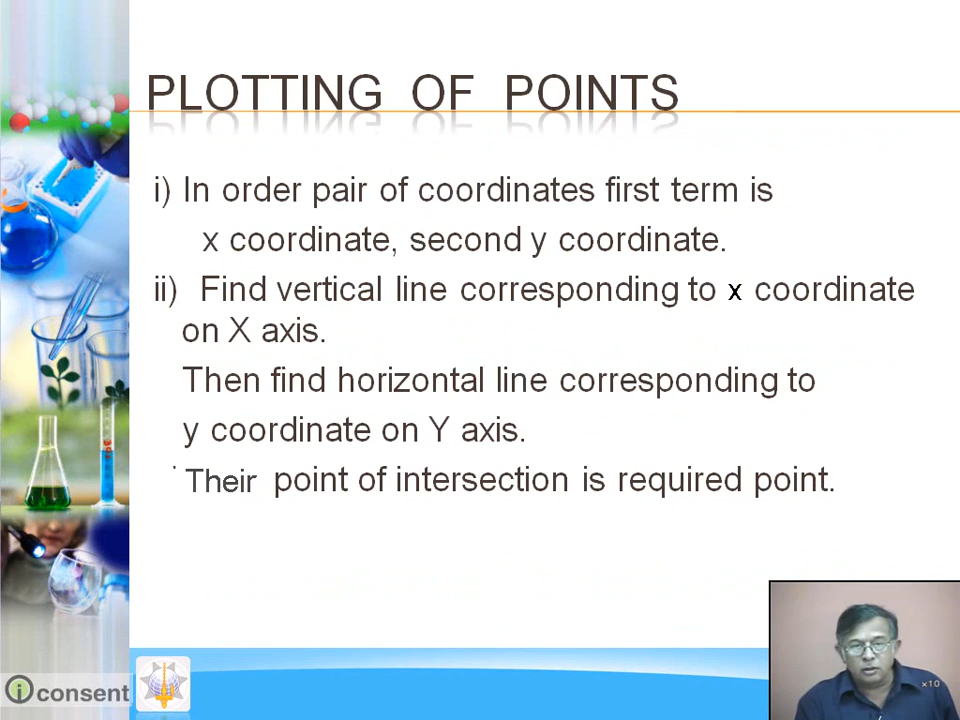 PLOTTING OF POINTS
i) In order pair of coordinates first term is
x coordinate, second y coordinate.
ii) Find vertical line corresponding to x coordinate
on X axis.
Then find horizontal line corresponding to
y coordinate on Y axis.
Their point of intersection is required point.
i consent
x10